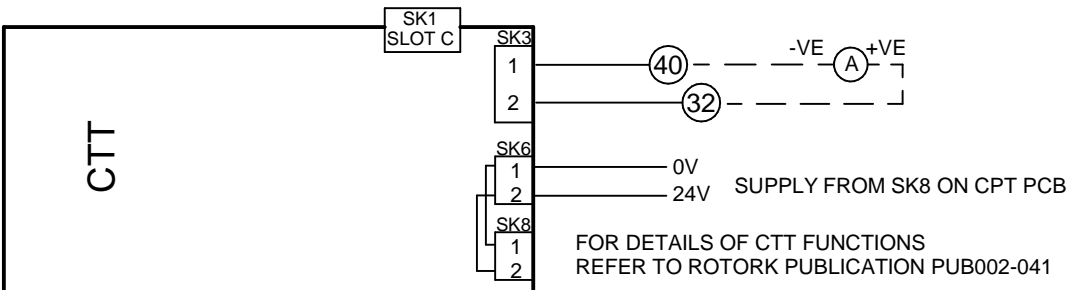 SK1
SLOT C
SK3
1
40
-VE
A
+VE
2
32
CTT
SK6
1
0V
2
24V
SUPPLY FROM SK8 ON CPT PCB
SK8
1
2
FOR DETAILS OF CTT FUNCTIONS
REFER TO ROTORK PUBLICATION PUB002-041